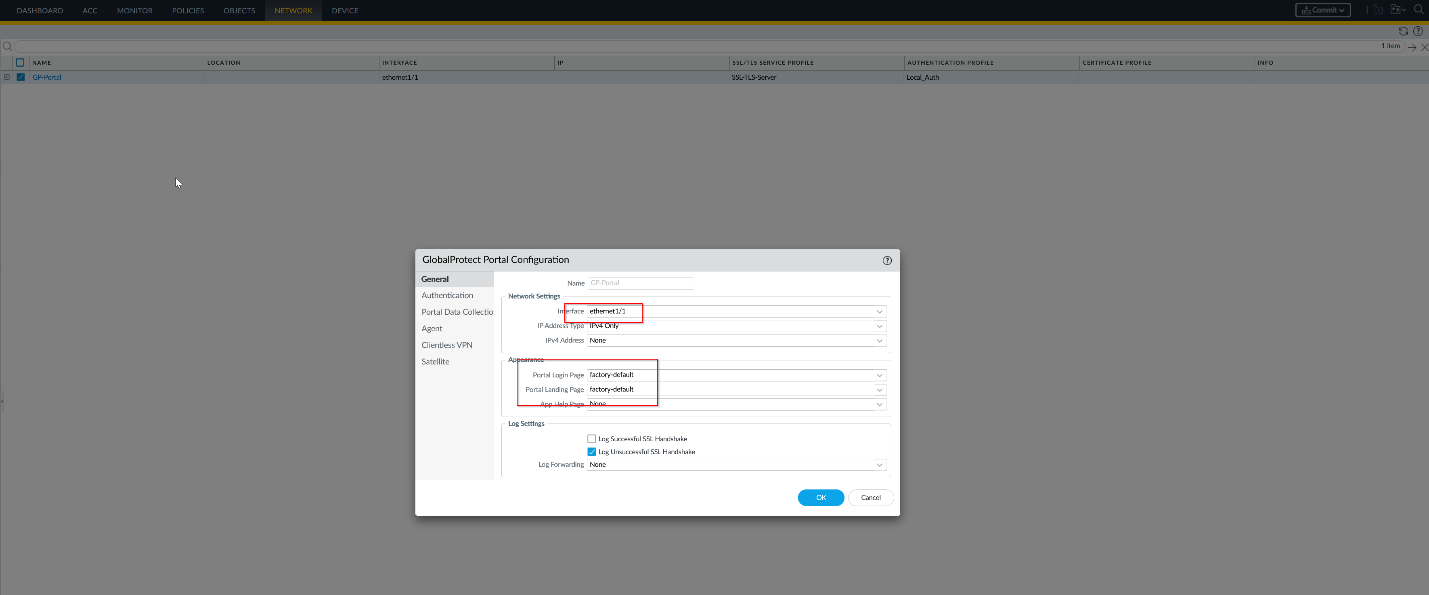 DASHBOARD ACC MONITOR POLICIES OBJECTS NETWORK DEVICE Commit
1 item
NAME LOCATION INTERFACE IP SSL/TLS SERVICE PROFILE AUTHENTICATION PROFILE CERTIFICATE PROFILE INFO
GP-Portal ethernet1/1 SSL-TLS-Server Local_Auth
GlobalProtect Portal Configuration
General
Authentication
Portal Data Collectio
Agent
Clientless VPN
Satellite
Name GP-Portal
Network Settings
Interface ethernet1/1
IP Address Type IPv4 Only
IPv4 Address None
Appearance
Portal Login Page factory-default
Portal Landing Page factory-default
App Help Page None
Log Settings
Log Successful SSL Handshake
Log Unsuccessful SSL Handshake
Log Forwarding None
OK Cancel